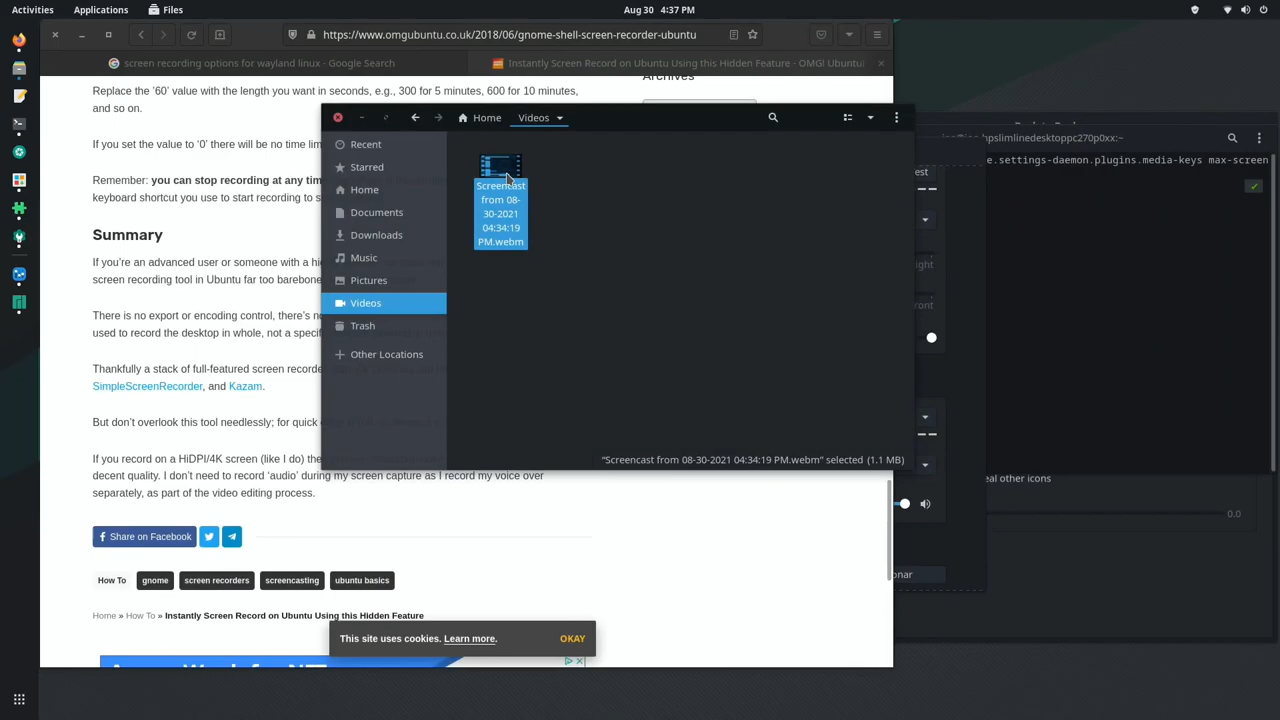 Activities Applications Files Aug 30 4:37 PM
https://www.omgubuntu.co.uk/2018/06/gnome-shell-screen-recorder-ubuntu
screen recording options for wayland linux - Google Search
Instantly Screen Record on Ubuntu Using this Hidden Feature - OMG! Ubuntu
Archives
Replace the ‘60’ value with the length you want in seconds, e.g., 300 for 5 minutes, 600 for 10 minutes,
and so on.
If you set the value to ‘0’ there will be no time lim
Remember: you can stop recording at any tim
keyboard shortcut you use to start recording to s
Summary
If you’re an advanced user or someone with a hi
screen recording tool in Ubuntu far too barebone
There is no export or encoding control, there’s no
used to record the desktop in whole, not a specif
Thankfully a stack of full-featured screen recorde
SimpleScreenRecorder, and Kazam.
But don’t overlook this tool needlessly; for quick
If you record on a HiDPI/4K screen (like I do) the
decent quality. I don’t need to record ‘audio’ during my screen capture as I record my voice over
separately, as part of the video editing process.
Share on Facebook
How To gnome screen recorders screencasting ubuntu basics
Home » How To » Instantly Screen Record on Ubuntu Using this Hidden Feature
This site uses cookies. Learn more. OKAY
Home Videos
Recent
Starred
Home
Documents
Downloads
Music
Pictures
Videos
Trash
Other Locations
Screencast
from 08-
30-2021
04:34:19
PM.webm
“Screencast from 08-30-2021 04:34:19 PM.webm” selected (1.1 MB)
hpslimlinedesktoppc270p0xx:~
e.settings-daemon.plugins.media-keys max-screen
est
ight
ront
eal other icons
0.0
onar